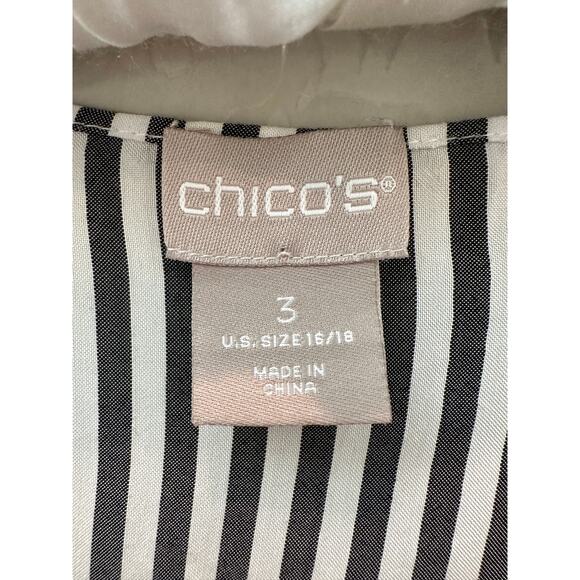 chico's®
3
U.S. SIZE 16/18
MADE IN
CHINA